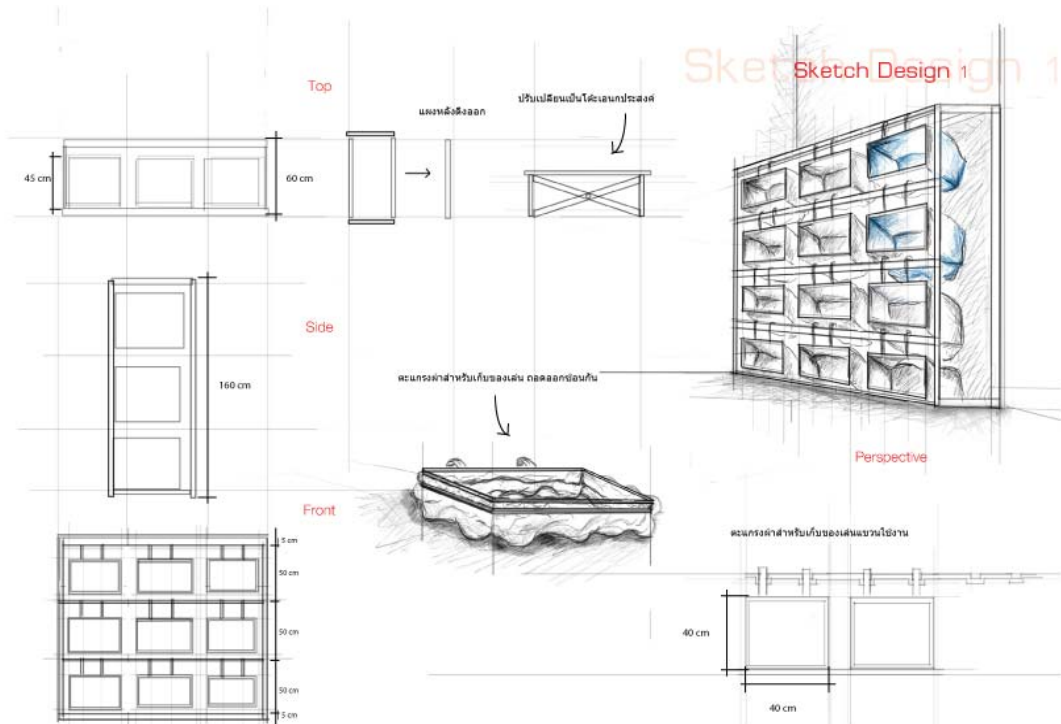 Sketch Design 1
Sketch Design 1
Top
แผงหลังดึงออก
ปรับเปลี่ยนเป็นโต๊ะเอนกประสงค์
45 cm
60 cm
Side
160 cm
ตะแกรงผ้าสำหรับเก็บของเล่น ถอดออกซ้อนกัน
Perspective
Front
5 cm
50 cm
50 cm
50 cm
5 cm
ตะแกรงผ้าสำหรับเก็บของเล่นแขวนใช้งาน
40 cm
40 cm